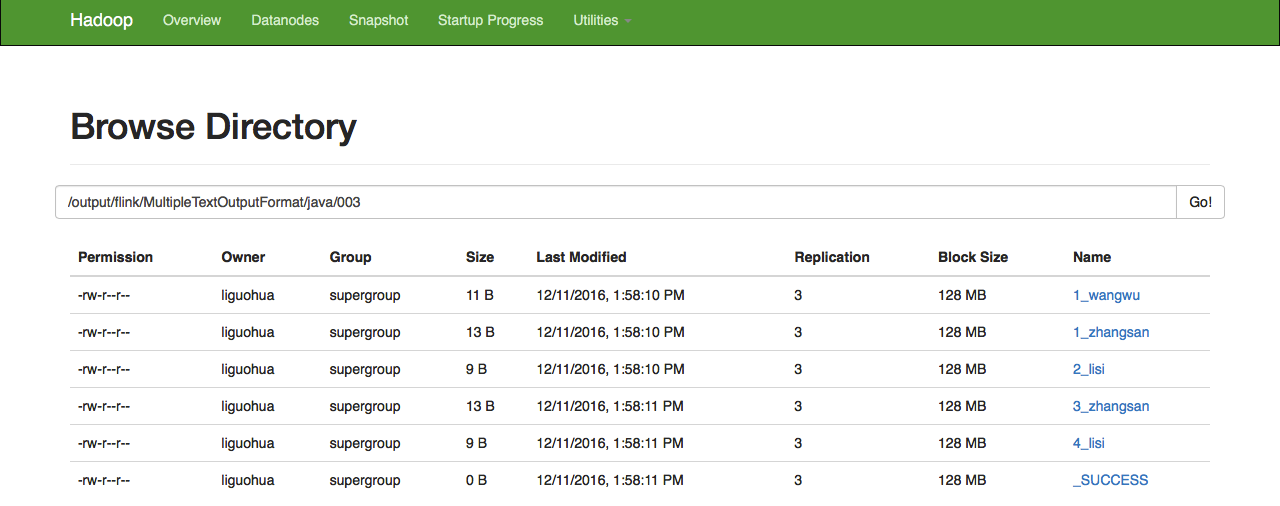 Hadoop Overview Datanodes Snapshot Startup Progress Utilities
Browse Directory
/output/flink/MultipleTextOutputFormat/java/003 Go!
Permission Owner Group Size Last Modified Replication Block Size Name
-rw-r--r-- liguohua supergroup 11 B 12/11/2016, 1:58:10 PM 3 128 MB 1_wangwu
-rw-r--r-- liguohua supergroup 13 B 12/11/2016, 1:58:10 PM 3 128 MB 1_zhangsan
-rw-r--r-- liguohua supergroup 9 B 12/11/2016, 1:58:10 PM 3 128 MB 2_lisi
-rw-r--r-- liguohua supergroup 13 B 12/11/2016, 1:58:11 PM 3 128 MB 3_zhangsan
-rw-r--r-- liguohua supergroup 9 B 12/11/2016, 1:58:11 PM 3 128 MB 4_lisi
-rw-r--r-- liguohua supergroup 0 B 12/11/2016, 1:58:11 PM 3 128 MB _SUCCESS